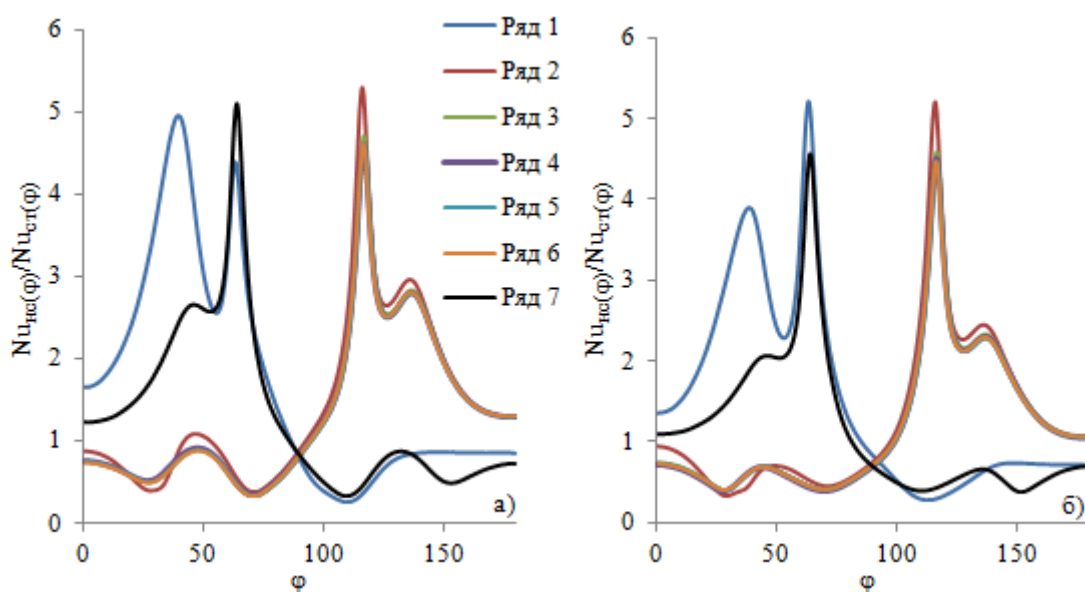 Nuнс(φ)/Nuст(φ)
6
5
4
3
2
1
0
0 50 100 150
φ
а)
Ряд 1
Ряд 2
Ряд 3
Ряд 4
Ряд 5
Ряд 6
Ряд 7
Nuнс(φ)/Nuст(φ)
6
5
4
3
2
1
0
0 50 100 150
φ
б)